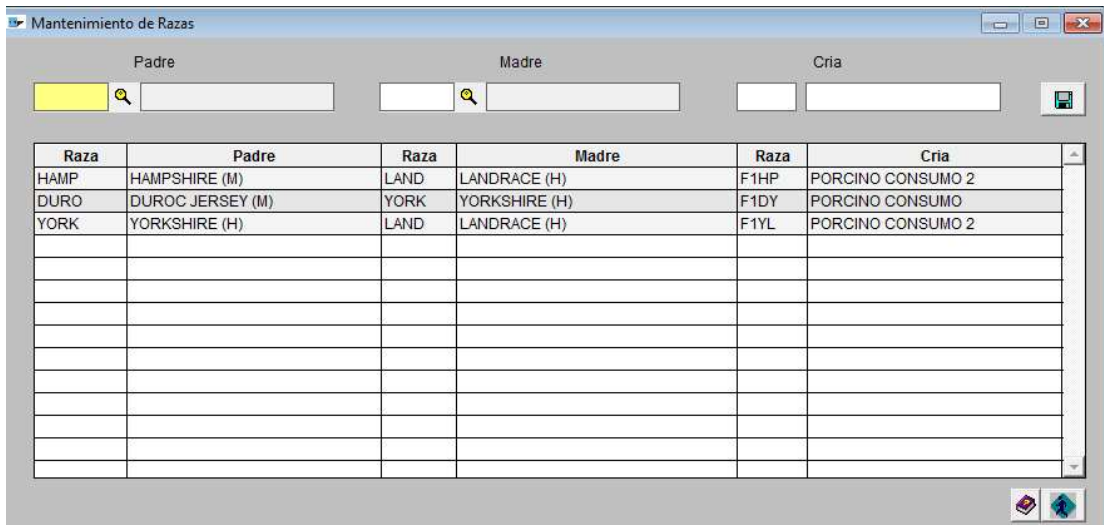 Mantenimiento de Razas
Padre Madre Cria
Raza Padre Raza Madre Raza Cria
HAMP HAMPSHIRE (M) LAND LANDRACE (H) F1HP PORCINO CONSUMO 2
DURO DUROC JERSEY (M) YORK YORKSHIRE (H) F1DY PORCINO CONSUMO
YORK YORKSHIRE (H) LAND LANDRACE (H) F1YL PORCINO CONSUMO 2